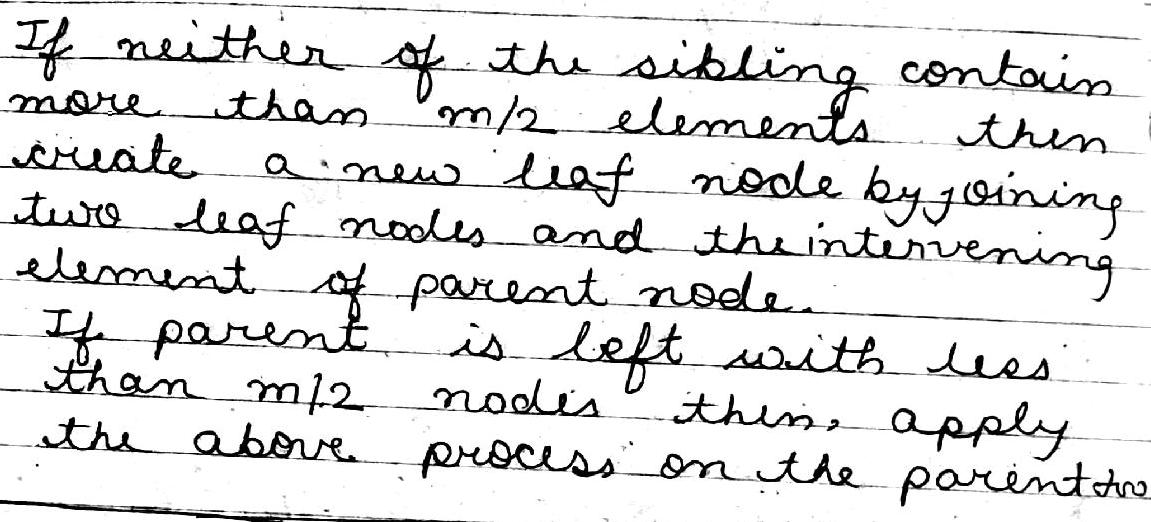 If neither of the sibling contain
more than m/2 elements then
create a new leaf node by joining
two leaf nodes and the intervening
element of parent node.
If parent is left with less
than m/2 nodes then, apply
the above process on the parent too